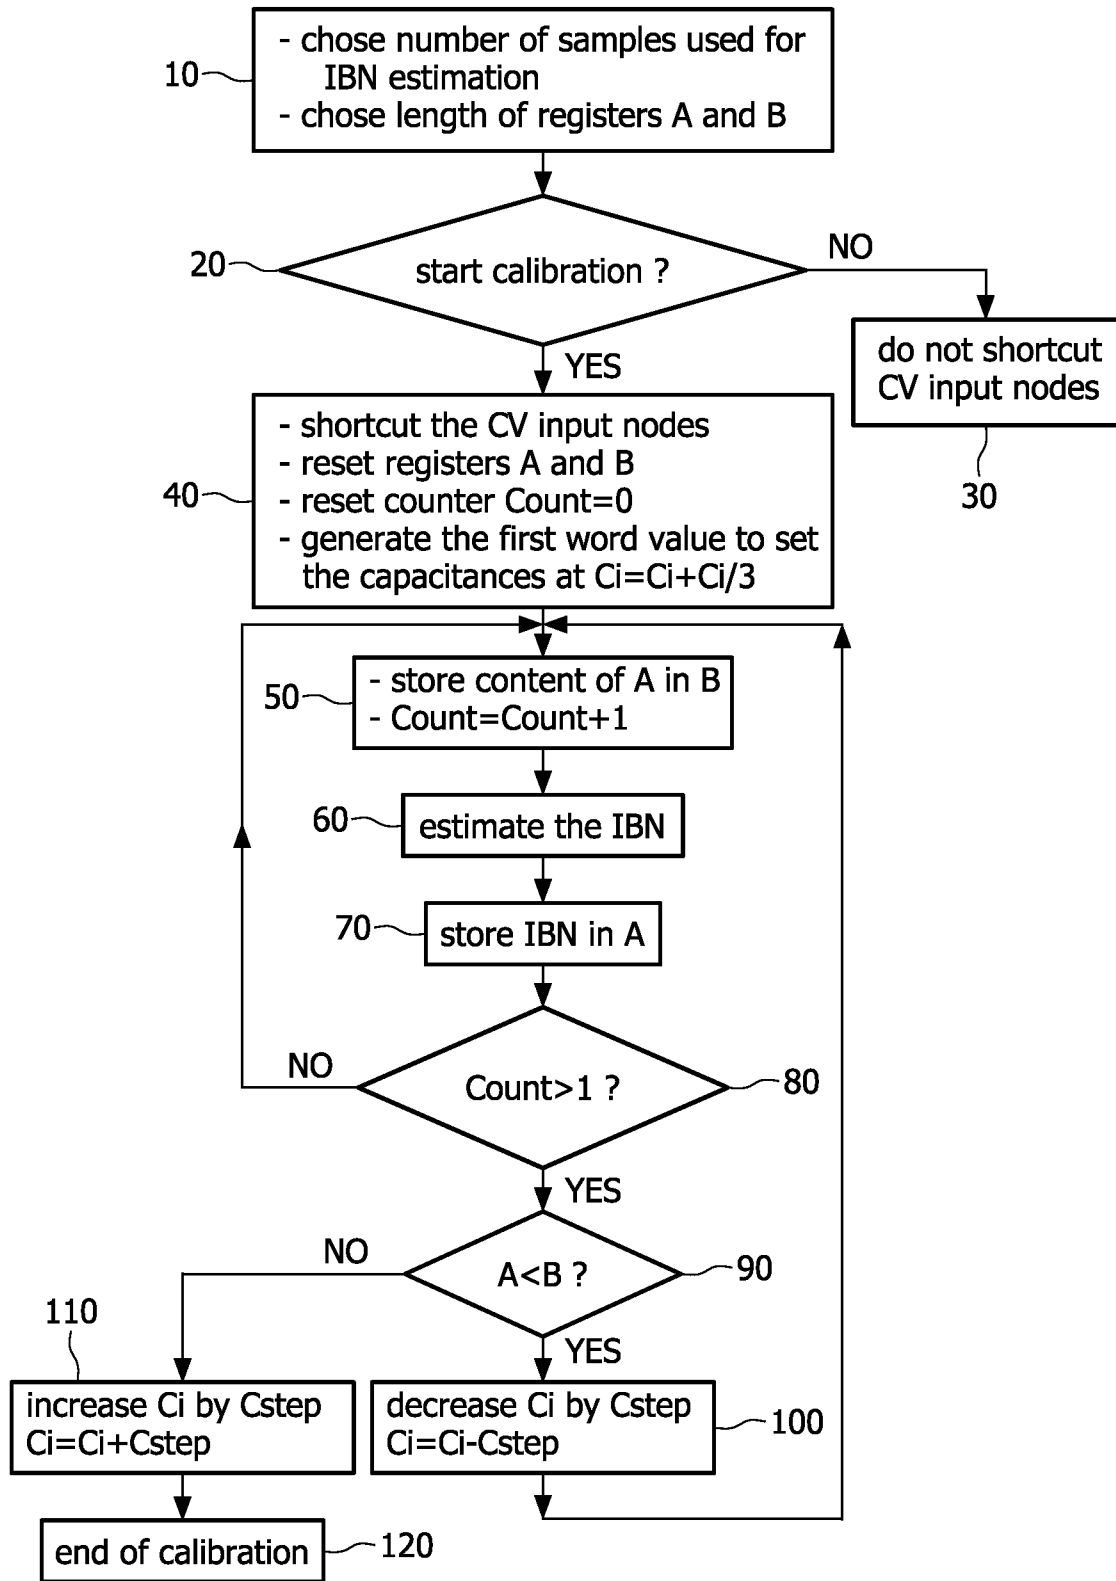 - chose number of samples used for
IBN estimation
- chose length of registers A and B
10
start calibration ?
20
NO
YES
do not shortcut
CV input nodes
30
- shortcut the CV input nodes
- reset registers A and B
- reset counter Count=0
- generate the first word value to set
the capacitances at Ci=Ci+Ci/3
40
- store content of A in B
- Count=Count+1
50
estimate the IBN
60
store IBN in A
70
Count>1 ?
80
NO
YES
A<B ?
90
NO
YES
110
increase Ci by Cstep
Ci=Ci+Cstep
decrease Ci by Cstep
Ci=Ci-Cstep
100
end of calibration
120